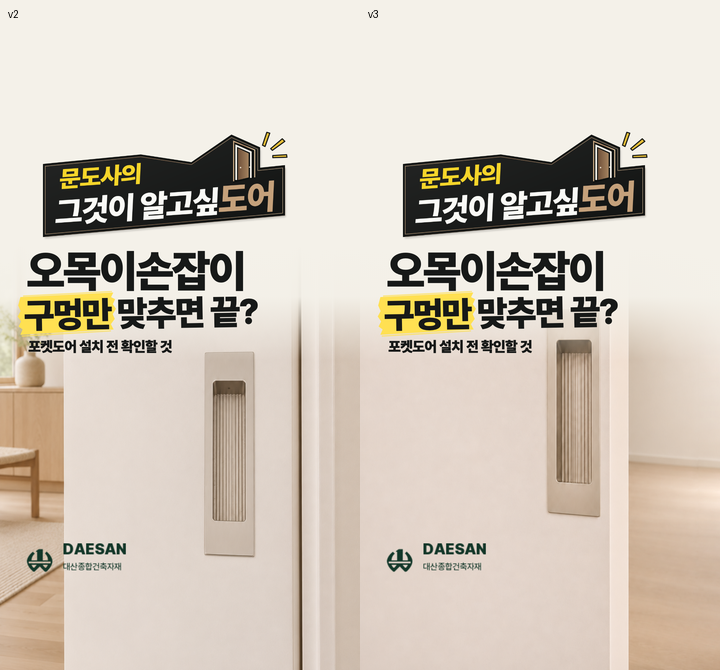 v2
문도사의
그것이 알고싶도어
오목이손잡이
구멍만 맞추면 끝?
포켓도어 설치 전 확인할 것
DAESAN
대산종합건축자재
v3
문도사의
그것이 알고싶도어
오목이손잡이
구멍만 맞추면 끝?
포켓도어 설치 전 확인할 것
DAESAN
대산종합건축자재